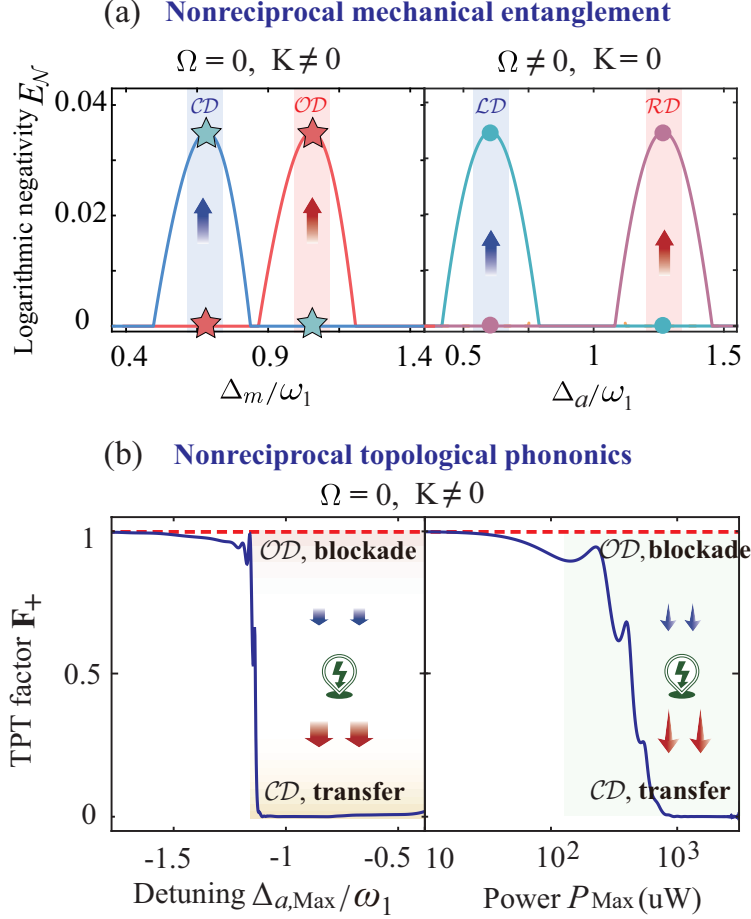 (a) Nonreciprocal mechanical entanglement
Ω = 0, K ≠ 0
Ω ≠ 0, K = 0
Logarithmic negativity E_𝒩
0.04
0.02
0
𝒞𝒟
𝒪𝒟
ℒ𝒟
ℛ𝒟
0.4 0.9 1.4
0.5 1 1.5
Δ_m/ω_1
Δ_a/ω_1
(b) Nonreciprocal topological phononics
Ω = 0, K ≠ 0
TPT factor F_+
1
0.5
0
𝒪𝒟, blockade
𝒞𝒟, transfer
𝒪𝒟, blockade
𝒞𝒟, transfer
-1.5 -1 -0.5
10 10^2 10^3
Detuning Δ_{a,Max}/ω_1
Power P_Max (uW)